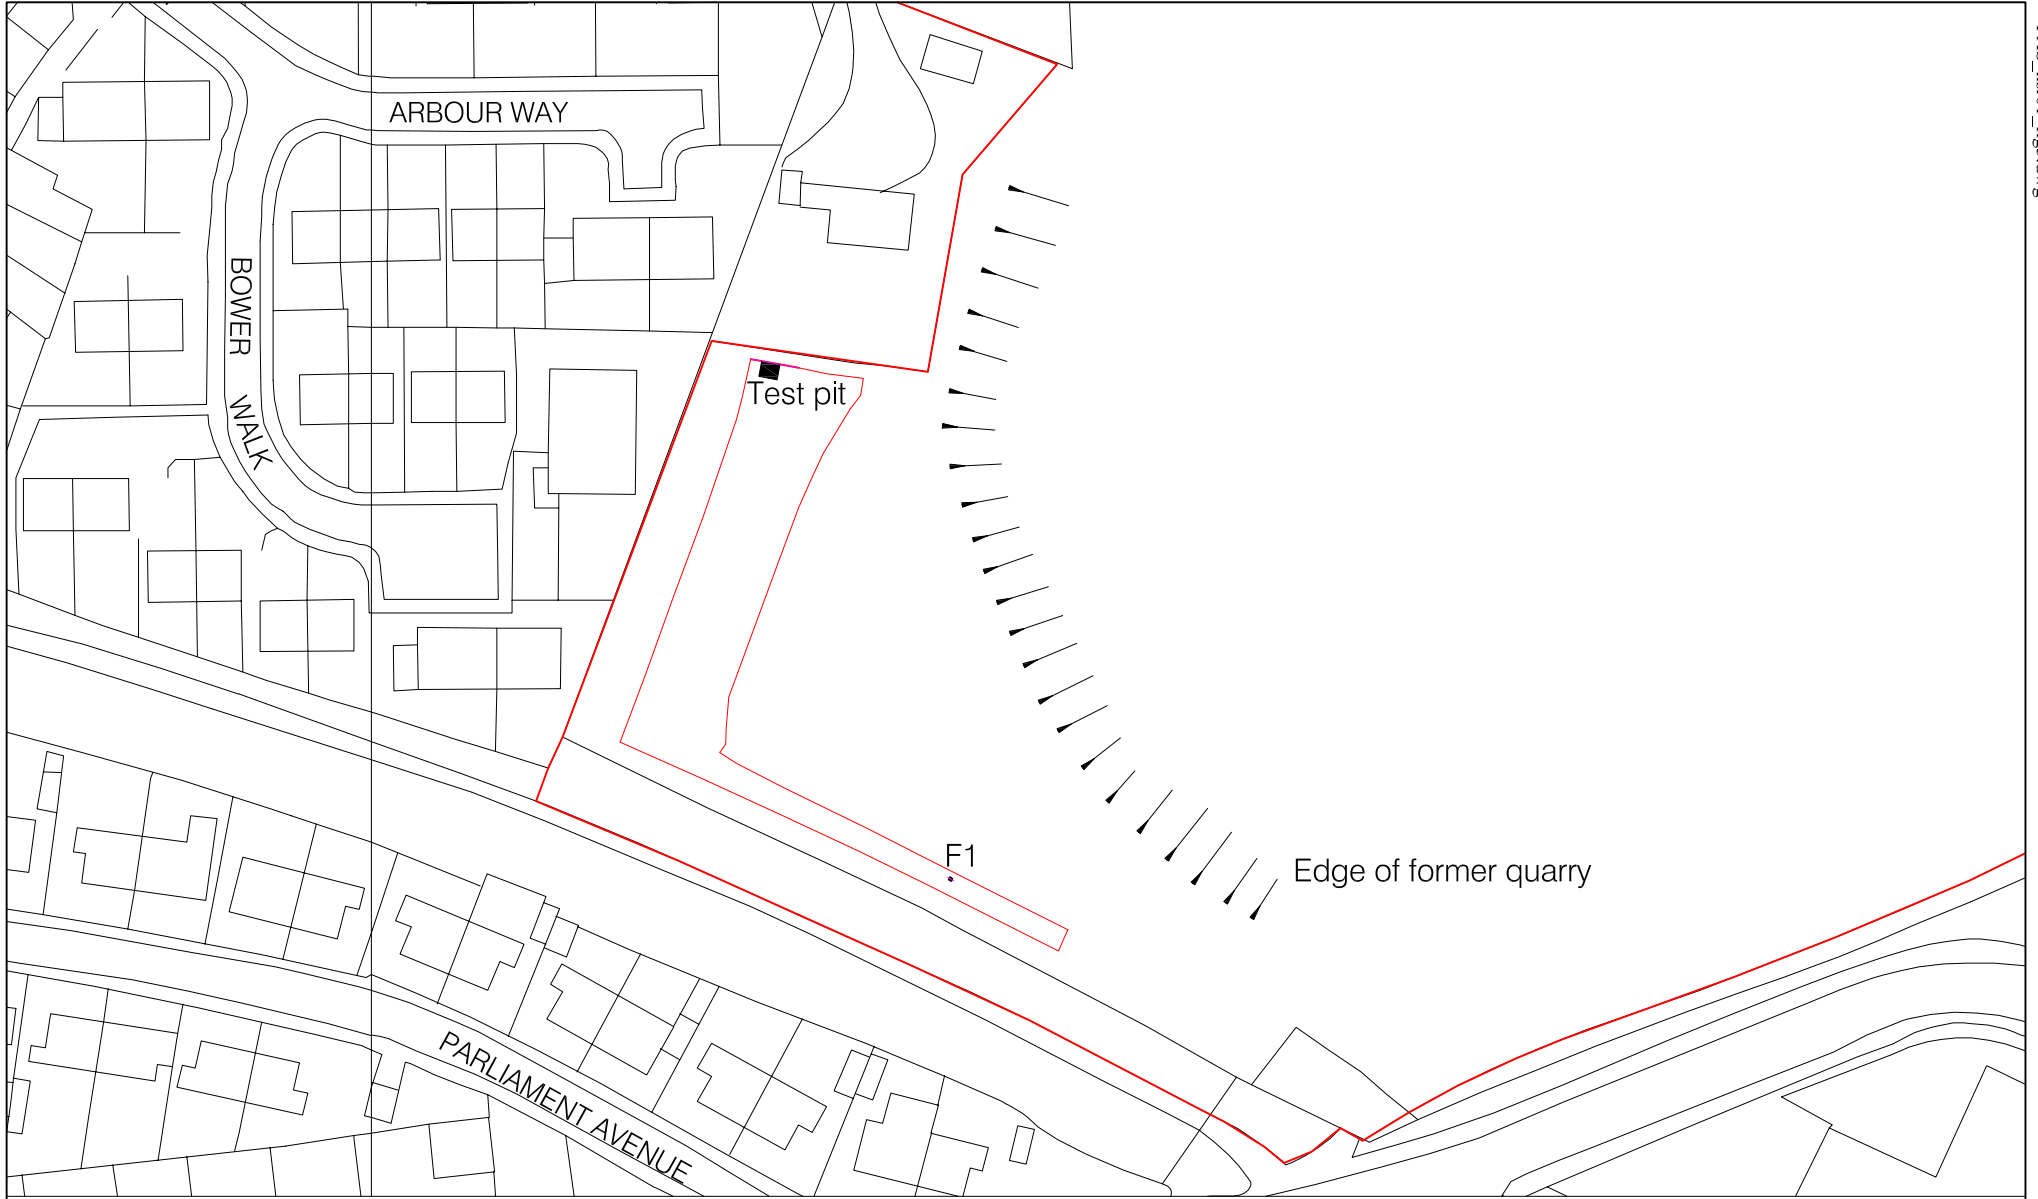 ARBOUR WAY
BOWER WALK
Test pit
F1
Edge of former quarry
PARLIAMENT AVENUE